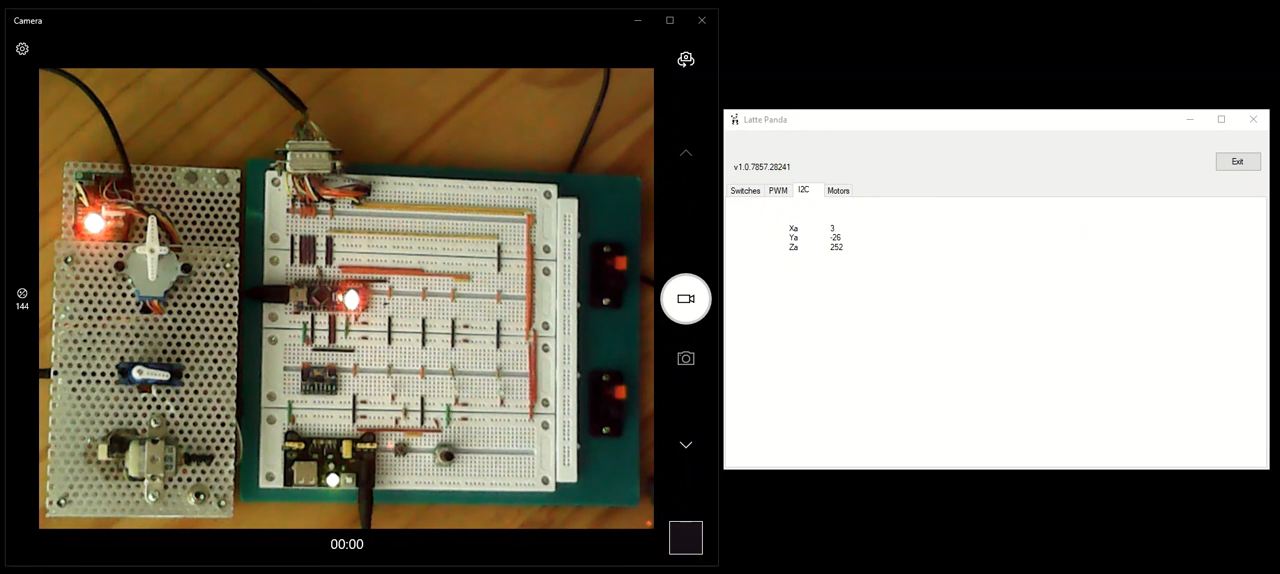 Camera
144
00:00
Latte Panda
Exit
v1.0.7857.28241
Switches PWM I2C Motors
Xa 3
Ya -26
Za 252